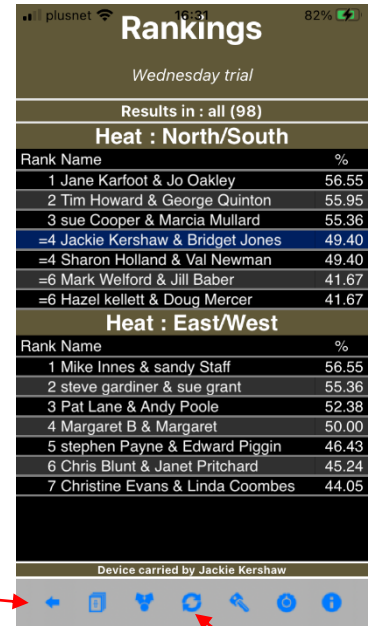 plusnet 16:31 82%
Rankings
Wednesday trial
Results in : all (98)
Heat : North/South
Rank Name %
1 Jane Karfoot & Jo Oakley 56.55
2 Tim Howard & George Quinton 55.95
3 sue Cooper & Marcia Mullard 55.36
=4 Jackie Kershaw & Bridget Jones 49.40
=4 Sharon Holland & Val Newman 49.40
=6 Mark Welford & Jill Baber 41.67
=6 Hazel kellett & Doug Mercer 41.67
Heat : East/West
Rank Name %
1 Mike Innes & sandy Staff 56.55
2 steve gardiner & sue grant 55.36
3 Pat Lane & Andy Poole 52.38
4 Margaret B & Margaret 50.00
5 stephen Payne & Edward Piggin 46.43
6 Chris Blunt & Janet Pritchard 45.24
7 Christine Evans & Linda Coombes 44.05
Device carried by Jackie Kershaw